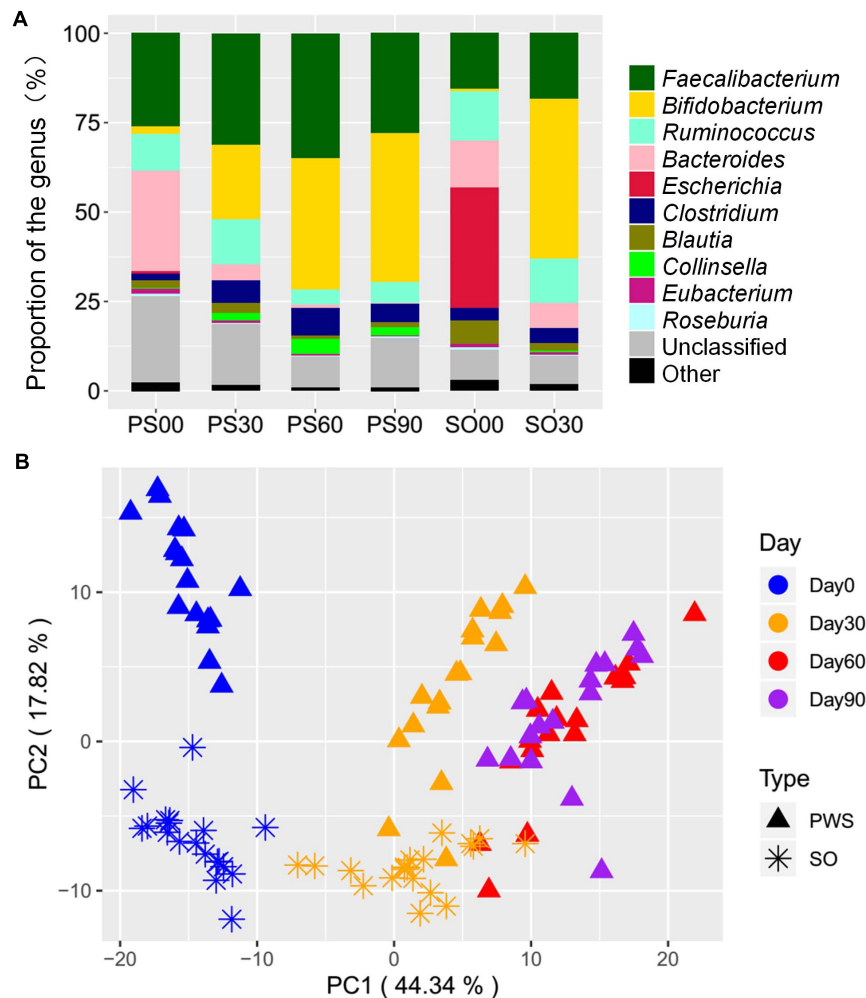 A
Proportion of the genus (%)
100
75
50
25
0
PS00 PS30 PS60 PS90 SO00 SO30
Faecalibacterium
Bifidobacterium
Ruminococcus
Bacteroides
Escherichia
Clostridium
Blautia
Collinsella
Eubacterium
Roseburia
Unclassified
Other
B
PC2 ( 17.82 % )
10
0
−10
−20 −10 0 10 20
PC1 ( 44.34 % )
Day
Day0
Day30
Day60
Day90
Type
PWS
SO